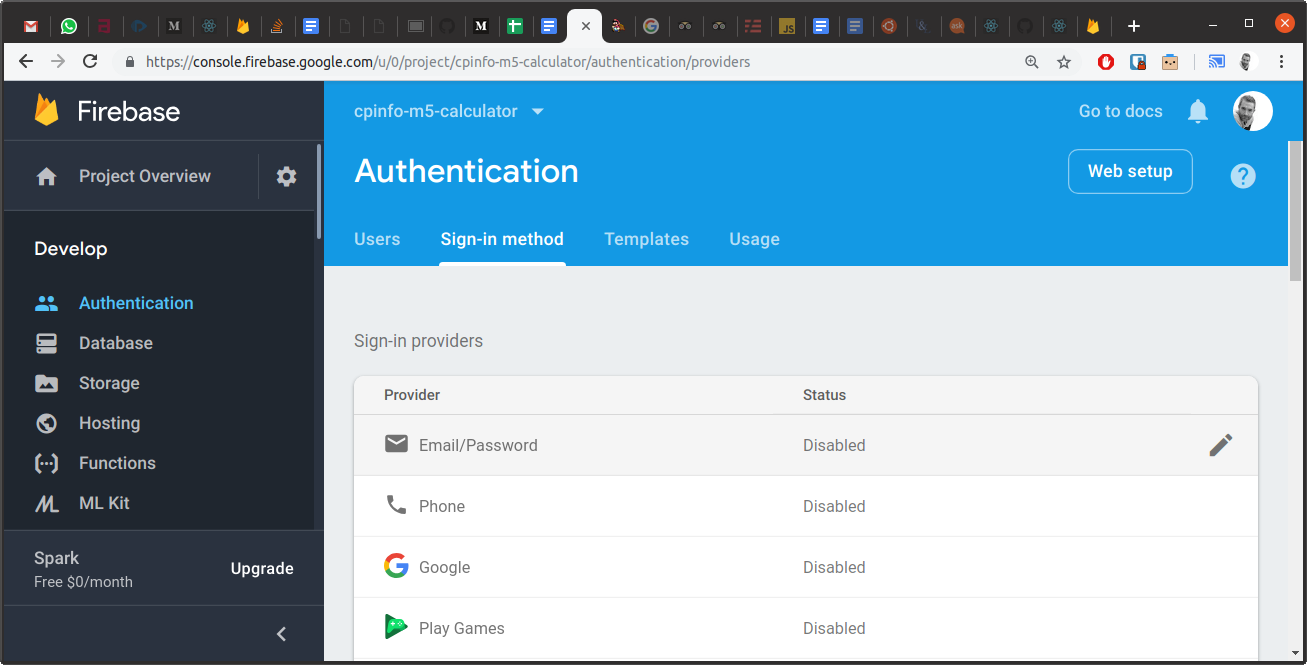 https://console.firebase.google.com/u/0/project/cpinfo-m5-calculator/authentication/providers
Firebase
cpinfo-m5-calculator
Go to docs
Project Overview
Authentication
Web setup
?
Users
Sign-in method
Templates
Usage
Develop
Authentication
Database
Storage
Hosting
Functions
ML Kit
Spark
Free $0/month
Upgrade
Sign-in providers
Provider
Status
Email/Password
Disabled
Phone
Disabled
Google
Disabled
Play Games
Disabled